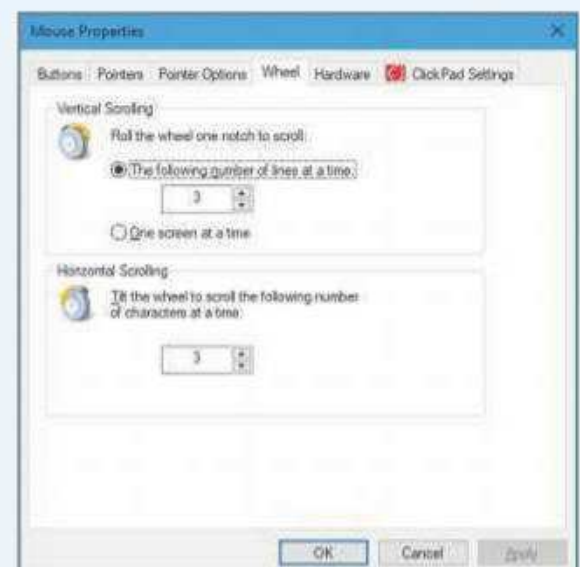 Mouse Properties
Buttons Pointers Pointer Options Wheel Hardware ClickPad Settings
Vertical Scrolling
Roll the wheel one notch to scroll:
The following number of lines at a time:
3
One screen at a time
Horizontal Scrolling
Tilt the wheel to scroll the following number
of characters at a time:
3
OK Cancel Apply